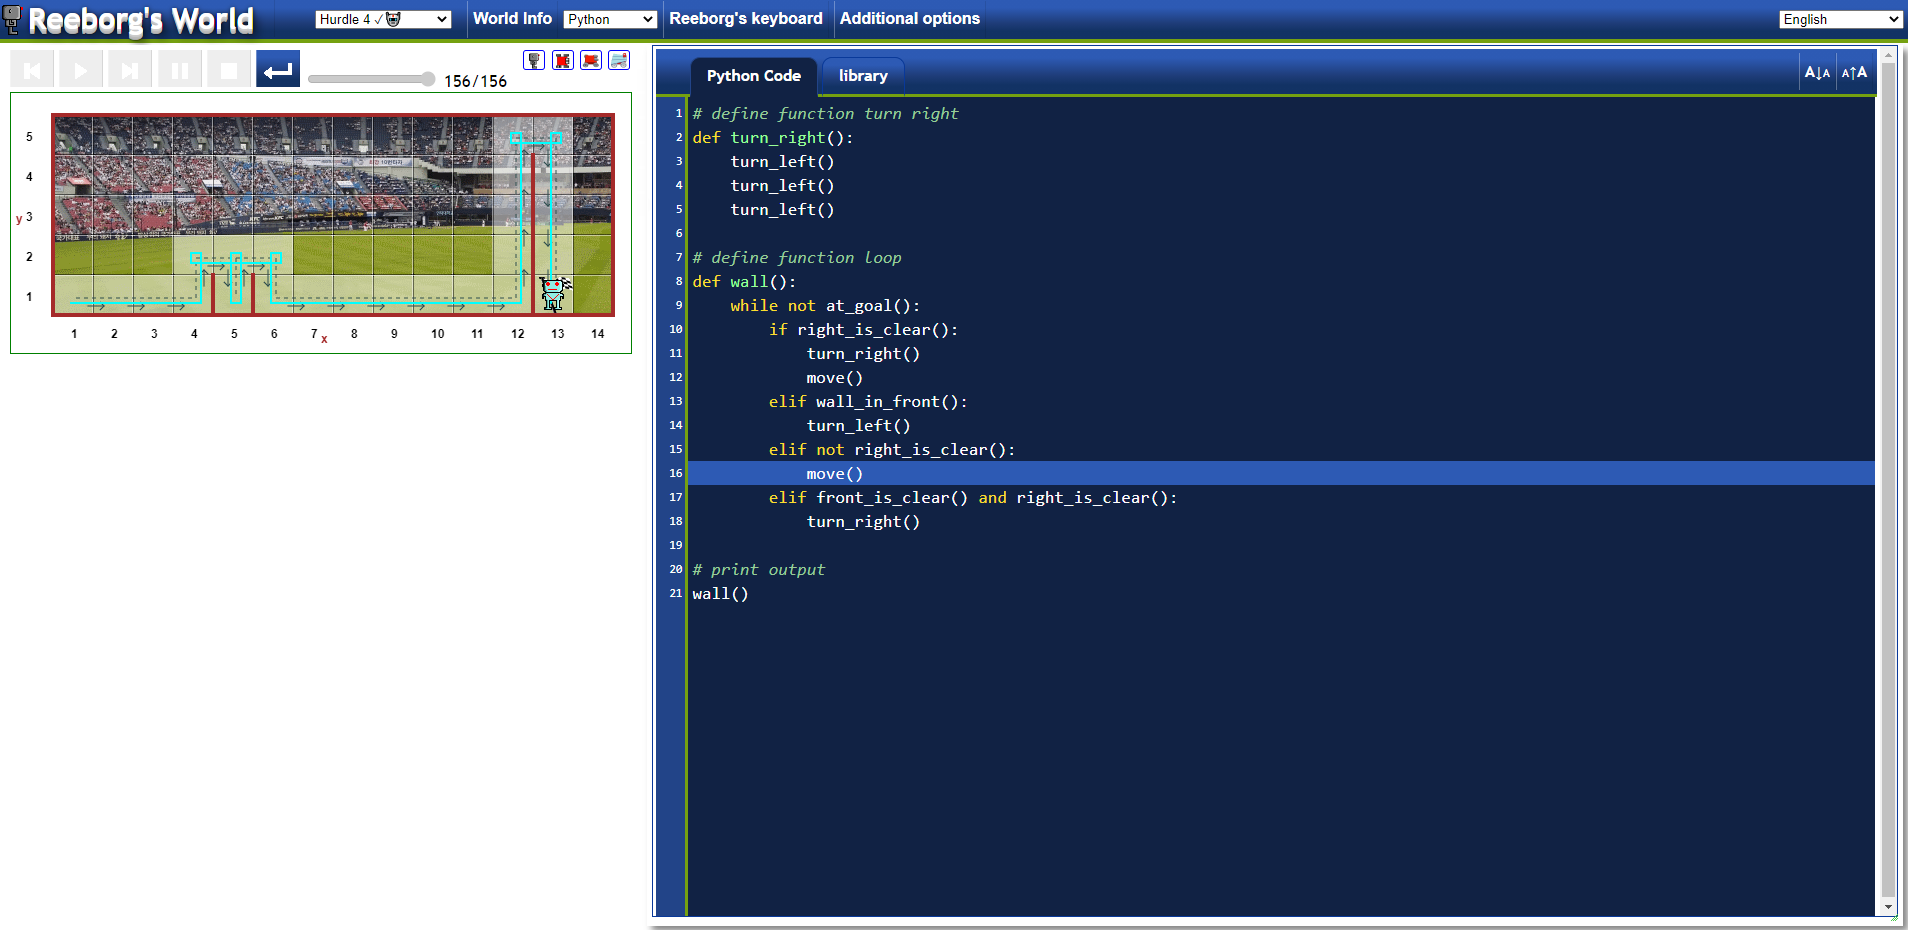 Reeborg's World
Hurdle 4 ✓
World Info
Python
Reeborg's keyboard
Additional options
English
156/156
Python Code
library
A↓A
A↑A
5
4
y 3
2
1
1 2 3 4 5 6 7 x 8 9 10 11 12 13 14
1 # define function turn right
2 def turn_right():
3     turn_left()
4     turn_left()
5     turn_left()
6
7 # define function loop
8 def wall():
9     while not at_goal():
10         if right_is_clear():
11             turn_right()
12             move()
13         elif wall_in_front():
14             turn_left()
15         elif not right_is_clear():
16             move()
17         elif front_is_clear() and right_is_clear():
18             turn_right()
19
20 # print output
21 wall()